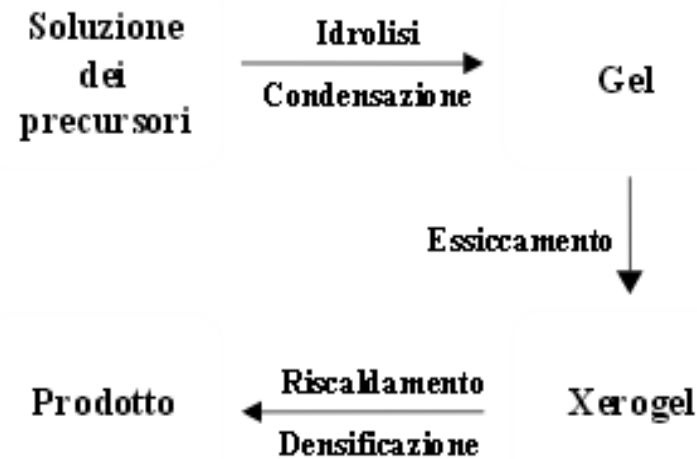 Soluzione
dei
precursori
Idrolisi
Condensazione
Gel
Essiccamento
Xerogel
Riscaldamento
Densificazione
Prodotto